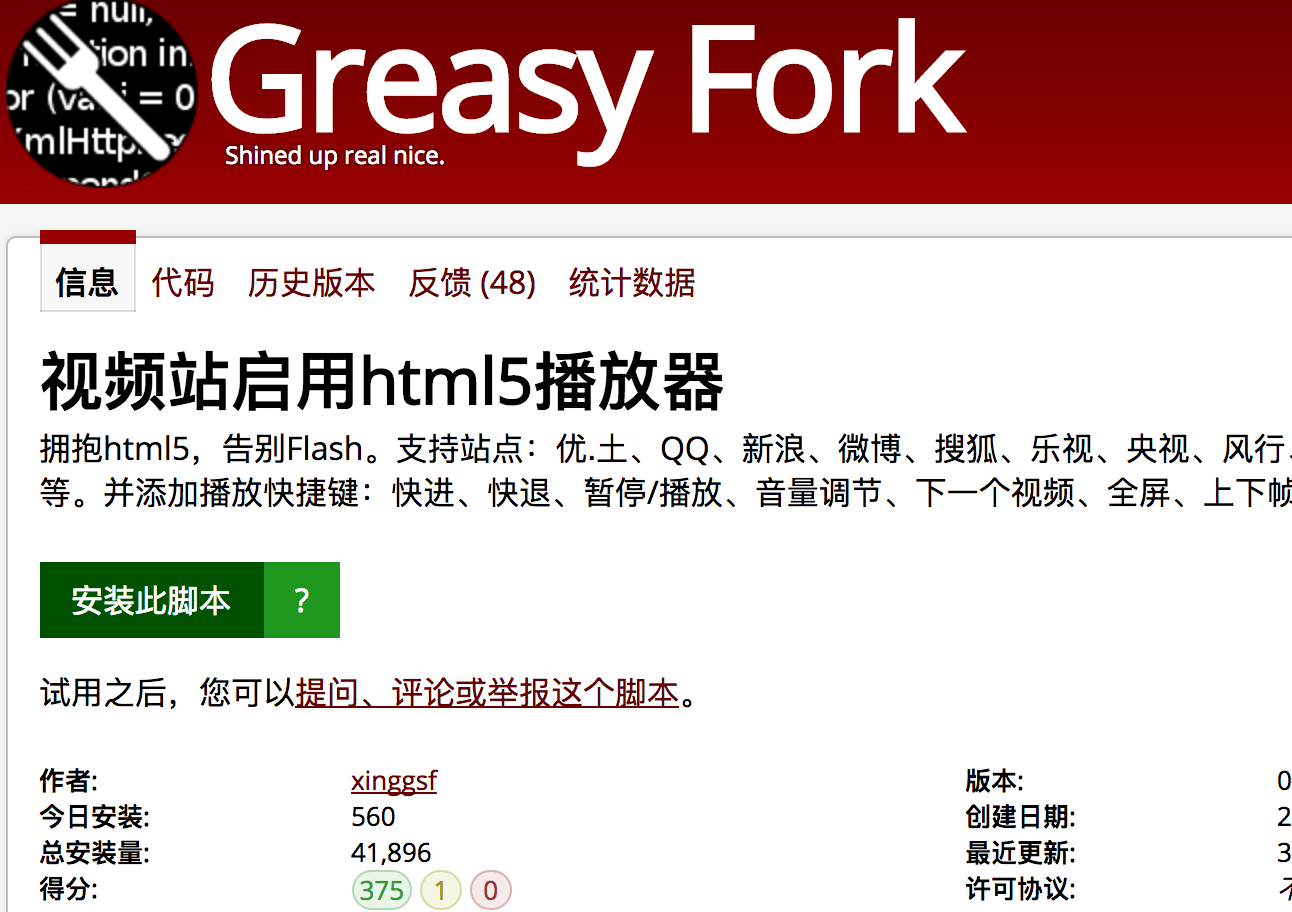 = null,
tion in
or (va i = 0
mlHttp
Greasy Fork
Shined up real nice.
信息 代码 历史版本 反馈 (48) 统计数据
视频站启用html5播放器
拥抱html5，告别Flash。支持站点：优.土、QQ、新浪、微博、搜狐、乐视、央视、风行、
等。并添加播放快捷键：快进、快退、暂停/播放、音量调节、下一个视频、全屏、上下帧
安装此脚本 ?
试用之后，您可以提问、评论或举报这个脚本。
作者: xinggsf 版本: 0
今日安装: 560 创建日期: 2
总安装量: 41,896 最近更新: 3
得分: 375 1 0 许可协议: